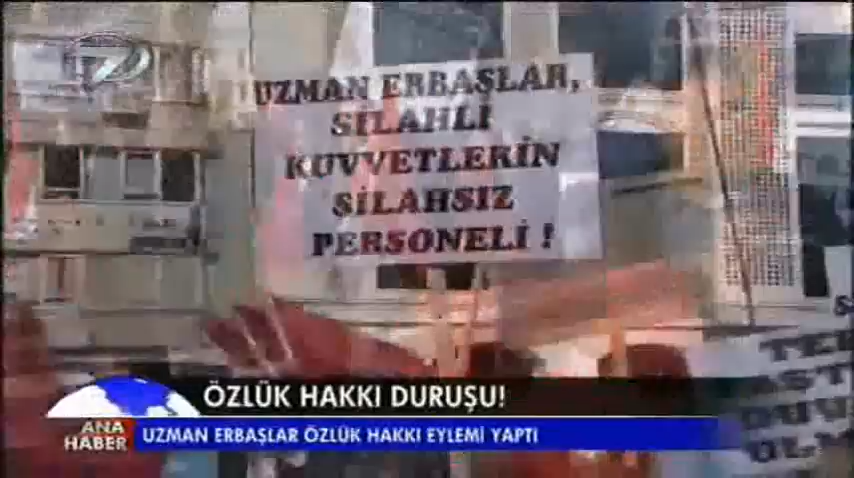 UZMAN ERBAŞLAR,
SİLAHLI
KUVVETLERİN
SİLAHSIZ
PERSONELİ !
ÖZLÜK HAKKI DURUŞU!
ANA
HABER
UZMAN ERBAŞLAR ÖZLÜK HAKKI EYLEMİ YAPTI